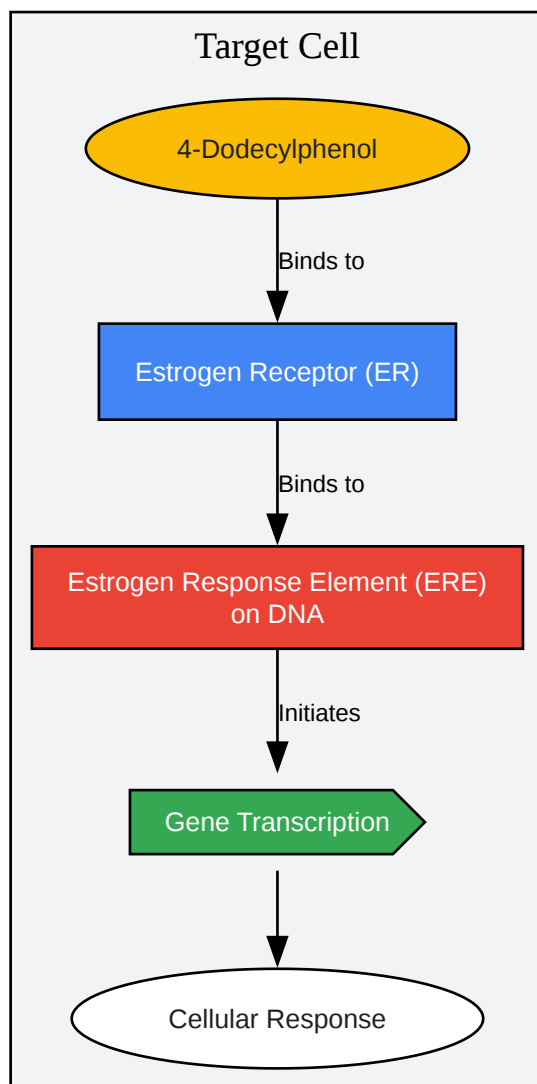 Target Cell
4-Dodecylphenol
Binds to
Estrogen Receptor (ER)
Binds to
Estrogen Response Element (ERE)
on DNA
Initiates
Gene Transcription
Cellular Response